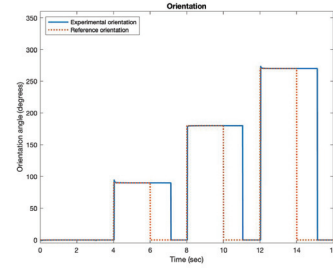 Orientation
Experimental orientation
Reference orientation
Orientation angle (degrees)
350
300
250
200
150
100
50
0
0 2 4 6 8 10 12 14 16
Time (sec)